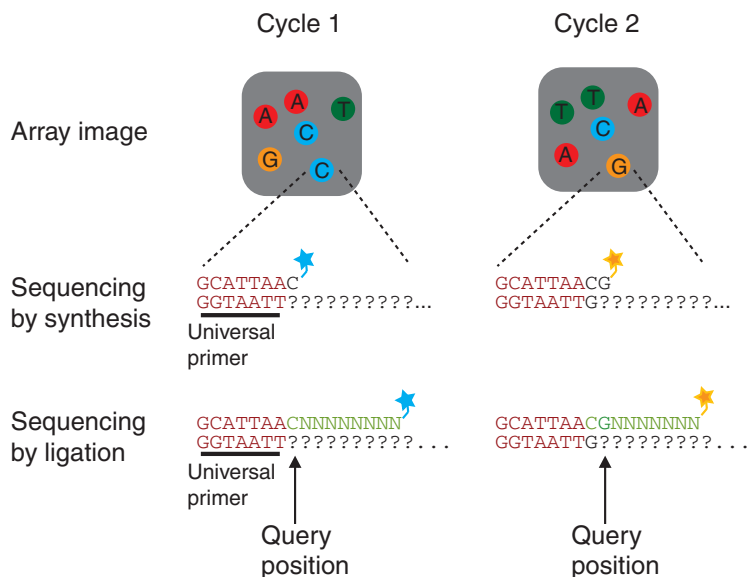 Cycle 1
Cycle 2
Array image
A A T
C
G C
T T A
C
A G
Sequencing
by synthesis
GCATTAAC
GGTAATT??????????...
Universal
primer
GCATTAACG
GGTAATTG?????????...
Sequencing
by ligation
GCATTAACNNNNNNNN
GGTAATT??????????...
Universal
primer
GCATTAACGNNNNNNN
GGTAATTG?????????...
Query
position
Query
position